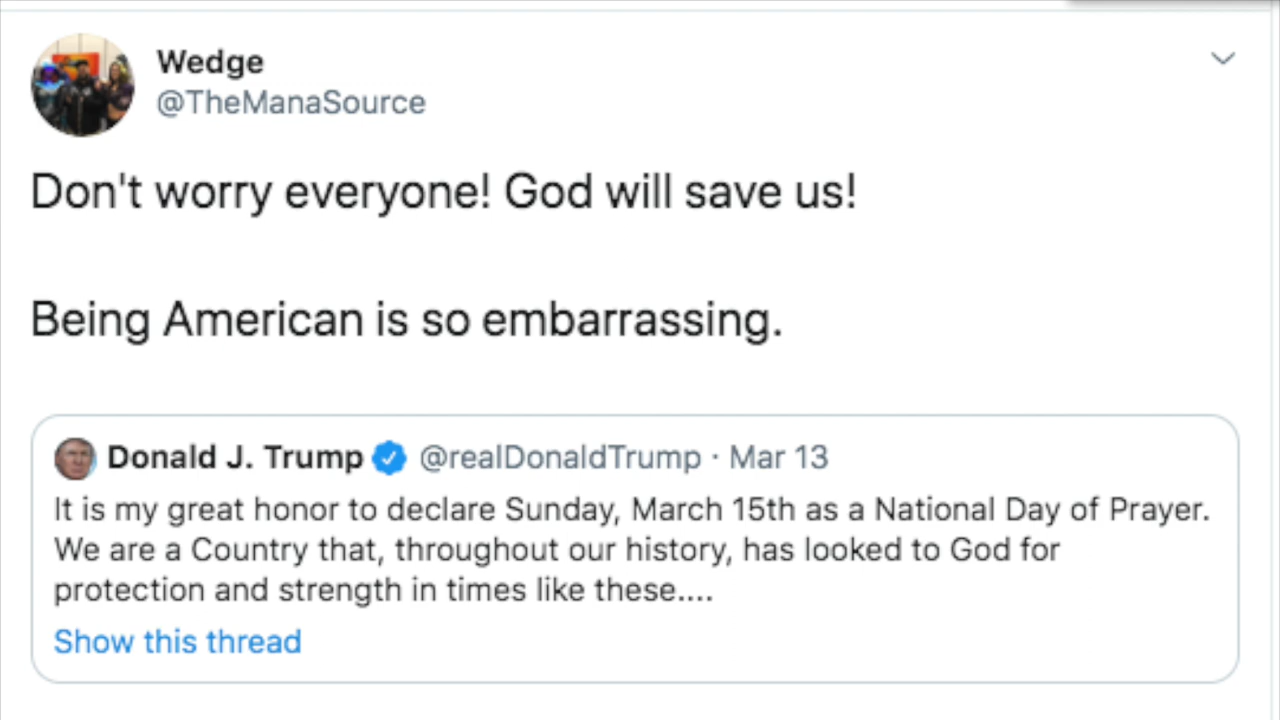 Wedge
@TheManaSource
Don't worry everyone! God will save us!
Being American is so embarrassing.
Donald J. Trump @realDonaldTrump · Mar 13
It is my great honor to declare Sunday, March 15th as a National Day of Prayer.
We are a Country that, throughout our history, has looked to God for
protection and strength in times like these....
Show this thread